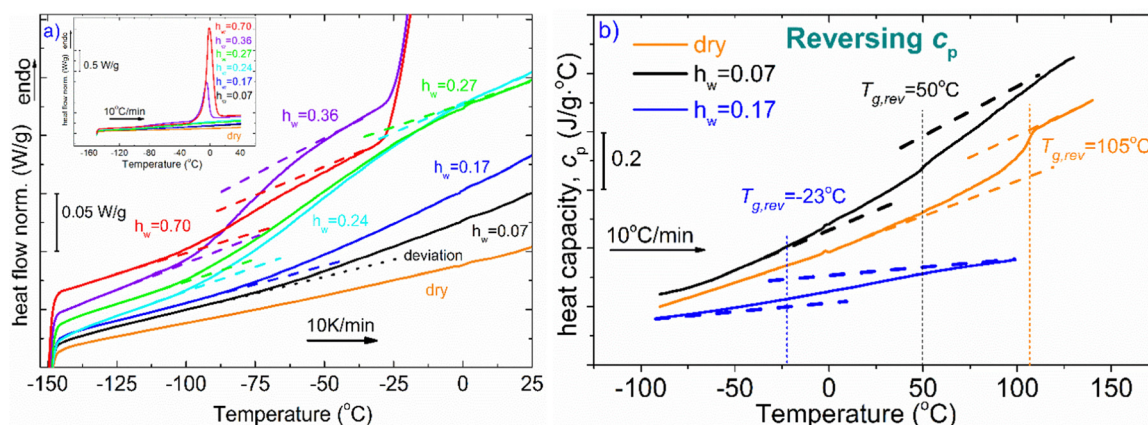 a)
endo
heat flow norm. (W/g)
0.05 W/g
h_w=0.70
h_w=0.36
h_w=0.27
h_w=0.24
h_w=0.17
h_w=0.07
endo
heat flow norm. (W/g)
0.5 W/g
10°C/min
dry
-160 -120 -80 -40 0 40
Temperature (°C)
h_w=0.36
h_w=0.27
h_w=0.17
h_w=0.70
h_w=0.24
h_w=0.07
deviation
dry
10K/min
-150 -125 -100 -75 -50 -25 0 25
Temperature (°C)
b)
dry
h_w=0.07
h_w=0.17
Reversing c_p
T_g,rev=50°C
0.2
T_g,rev=105°C
T_g,rev=-23°C
10°C/min
heat capacity, c_p (J/g·°C)
-100 -50 0 50 100 150
Temperature (°C)